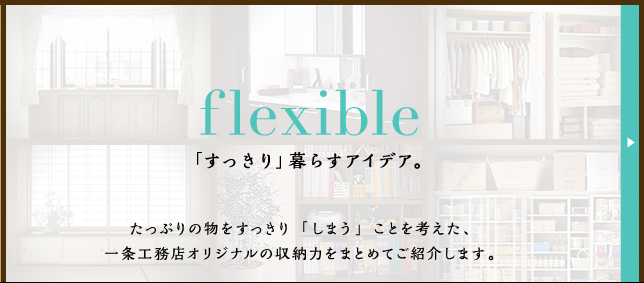 flexible
「すっきり」暮らすアイデア。
たっぷりの物をすっきり「しまう」ことを考えた、
一条工務店オリジナルの収納力をまとめてご紹介します。